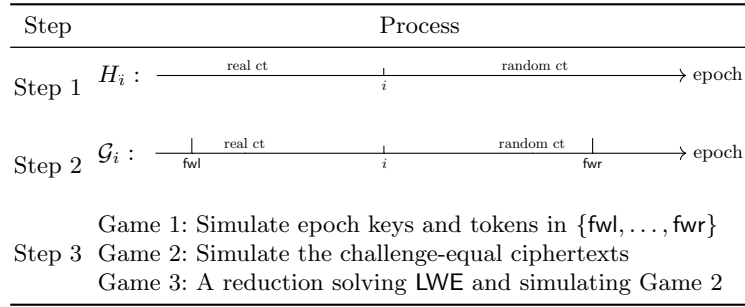 Step Process
Step 1 H_i : real ct random ct epoch
i
Step 2 𝒢_i : real ct random ct epoch
fwl i fwr
Game 1: Simulate epoch keys and tokens in {fwl, . . . , fwr}
Step 3 Game 2: Simulate the challenge-equal ciphertexts
Game 3: A reduction solving LWE and simulating Game 2